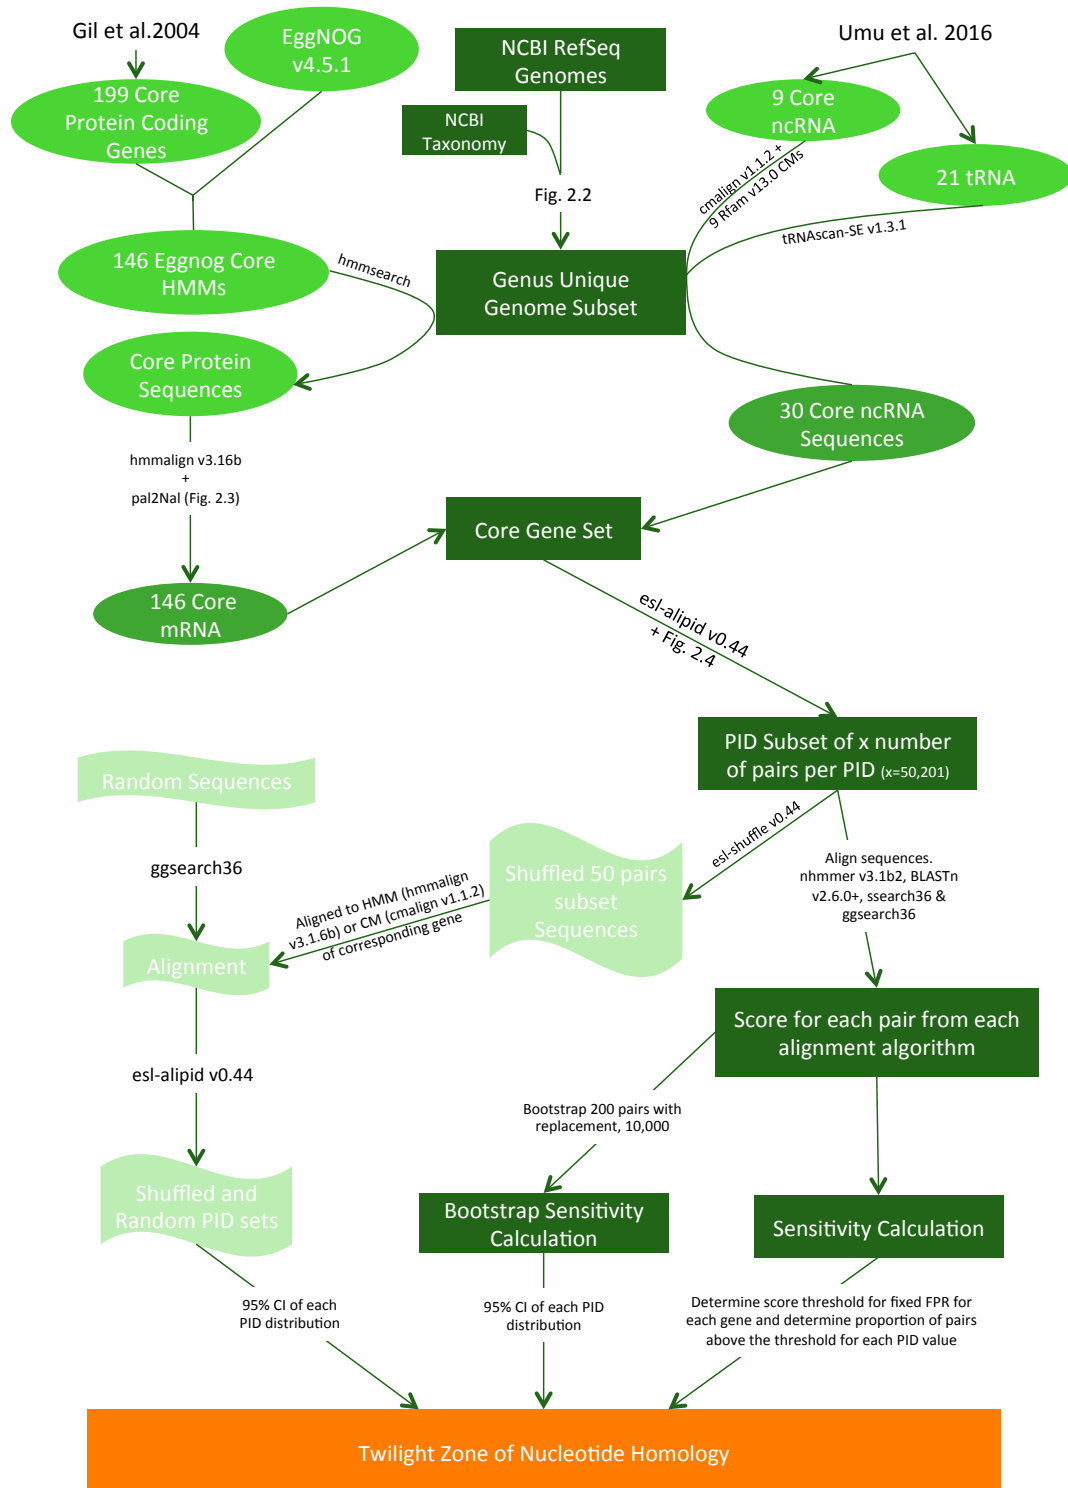 Gil et al.2004
EggNOG
v4.5.1
NCBI RefSeq
Genomes
Umu et al. 2016
199 Core
Protein Coding
Genes
NCBI
Taxonomy
9 Core
ncRNA
21 tRNA
cmalign v1.1.2 +
9 Rfam v13.0 CMs
Fig. 2.2
tRNAscan-SE v1.3.1
146 Eggnog Core
HMMs
hmmsearch
Genus Unique
Genome Subset
Core Protein
Sequences
30 Core ncRNA
Sequences
hmmalign v3.16b
+
pal2Nal (Fig. 2.3)
Core Gene Set
146 Core
mRNA
esl-alipid v0.44
+ Fig. 2.4
PID Subset of x number
of pairs per PID (x=50,201)
Random Sequences
esl-shuffle v0.44
ggsearch36
Shuffled 50 pairs
subset
Sequences
Align sequences.
nhmmer v3.1b2, BLASTn
v2.6.0+, ssearch36 &
ggsearch36
Aligned to HMM (hmmalign
v3.1.6b) or CM (cmalign v1.1.2)
of corresponding gene
Alignment
Score for each pair from each
alignment algorithm
esl-alipid v0.44
Bootstrap 200 pairs with
replacement, 10,000
Shuffled and
Random PID sets
Bootstrap Sensitivity
Calculation
Sensitivity Calculation
95% CI of each
PID distribution
95% CI of each PID
distribution
Determine score threshold for fixed FPR for
each gene and determine proportion of pairs
above the threshold for each PID value
Twilight Zone of Nucleotide Homology